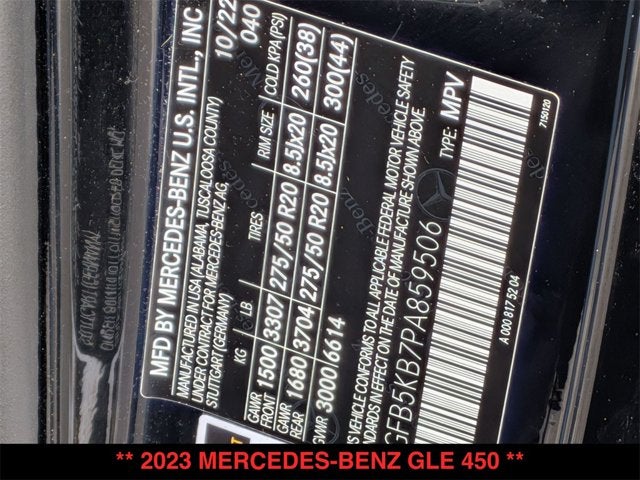 MFD BY MERCEDES-BENZ U.S. INTL., INC
10/22
MANUFACTURED IN USA (ALABAMA, TUSCALOOSA COUNTY)
040
UNDER CONTRACT FOR MERCEDES-BENZ AG,
STUTTGART (GERMANY)
KG LB. TIRES RIM SIZE COLD KPA(PSI)
GAWR
FRONT 1500 3307 275/50 R20 8.5Jx20 260(38)
GAWR
REAR 1680 3704 275/50 R20 8.5Jx20 300(44)
GVWR 3000 6614
VEHICLE CONFORMS TO ALL APPLICABLE FEDERAL MOTOR VEHICLE SAFETY
IN EFFECT ON THE DATE OF MANUFACTURE SHOWN ABOVE.
GFB5KB7PA859506 TYPE: MPV
A 000 817 52 04
7150120
** 2023 MERCEDES-BENZ GLE 450 **